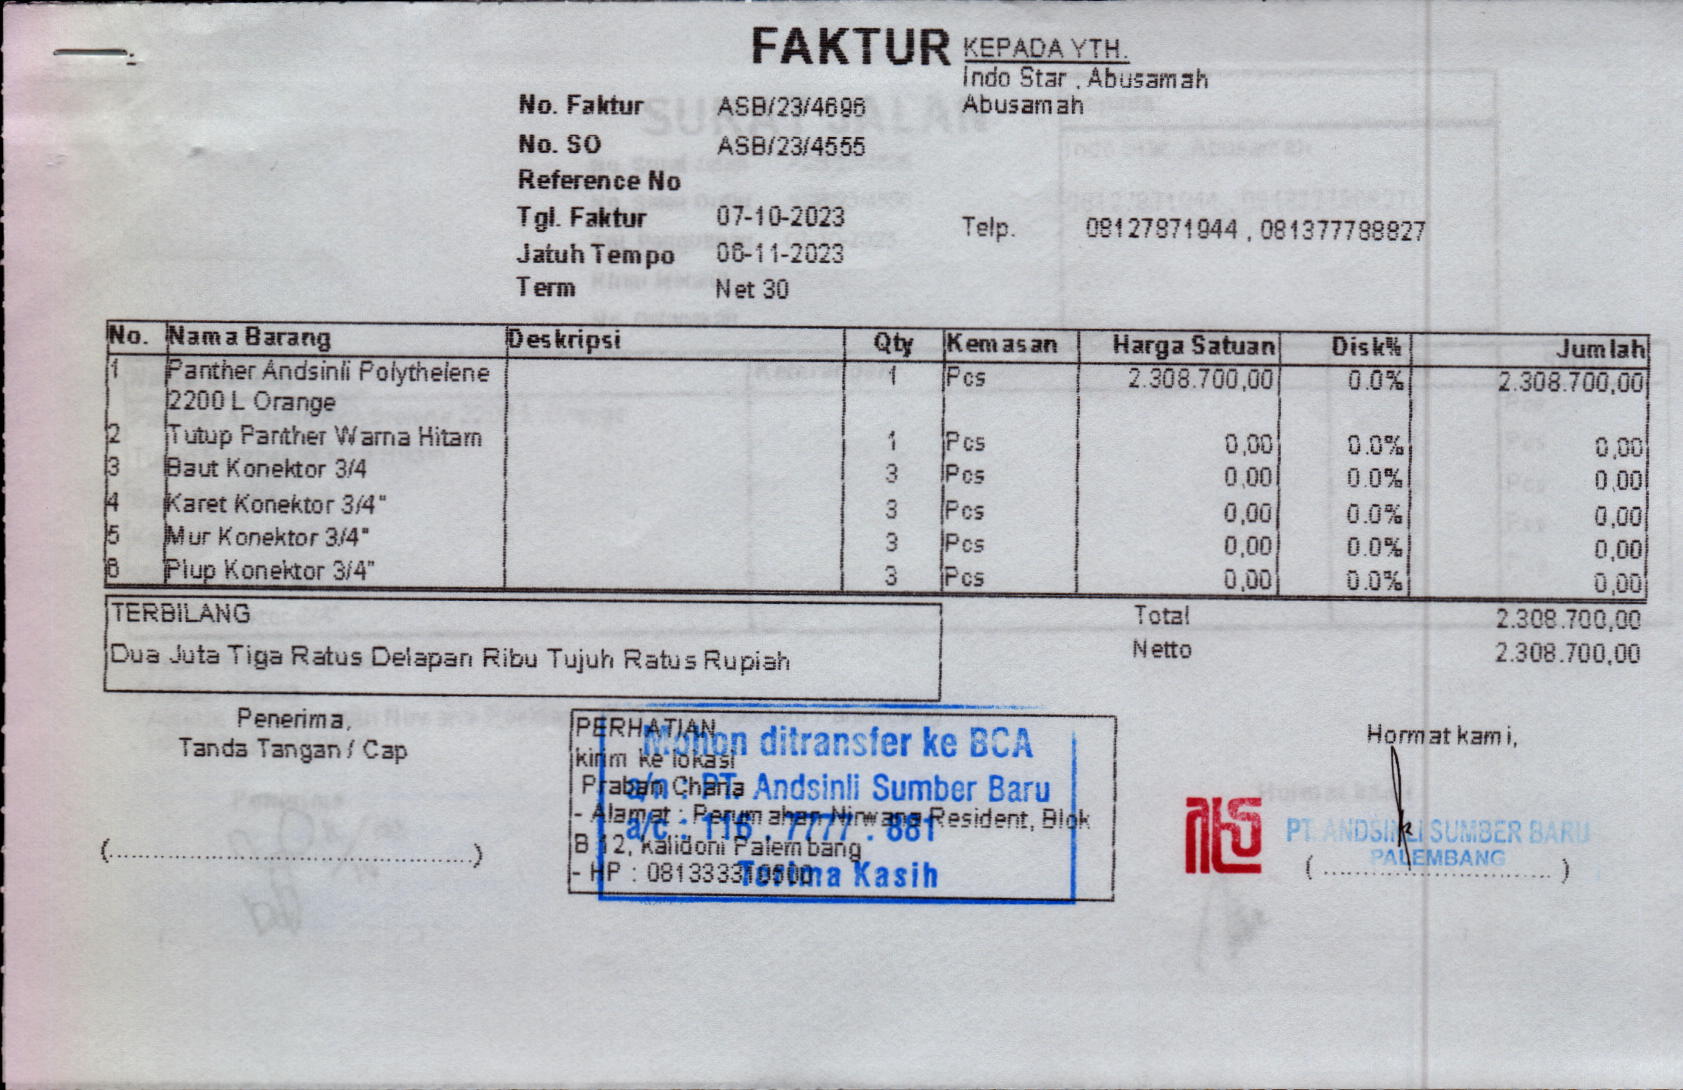 FAKTUR
KEPADA YTH.
Indo Star , Abusamah
Abusamah
No. Faktur ASB/23/4696
No. SO ASB/23/4555
Reference No
Tgl. Faktur 07-10-2023
Telp. 08127871944 , 081377788827
Jatuh Tempo 06-11-2023
Term Net 30
No. Nama Barang Deskripsi Qty Kemasan Harga Satuan Disk% Jumlah
1 Panther Andsinli Polythelene 1 Pcs 2.308.700,00 0.0% 2.308.700,00
2200 L Orange
2 Tutup Panther Warna Hitam 1 Pcs 0,00 0.0% 0,00
3 Baut Konektor 3/4 3 Pcs 0,00 0.0% 0,00
4 Karet Konektor 3/4" 3 Pcs 0,00 0.0% 0,00
5 Mur Konektor 3/4" 3 Pcs 0,00 0.0% 0,00
6 Plup Konektor 3/4" 3 Pcs 0,00 0.0% 0,00
TERBILANG
Dua Juta Tiga Ratus Delapan Ribu Tujuh Ratus Rupiah
Total 2.308.700,00
Netto 2.308.700,00
Penerima,
Tanda Tangan / Cap
PERHATIAN
kirim ke lokasi
- Alamat : Perumahan Nirwana Resident, Blok
B 12, Kalidoni Palembang
- HP :
Mohon ditransfer ke BCA
a/n : PT. Andsinli Sumber Baru
a/c : 116 . 7777 . 881
Terima Kasih
Hormat kami,
PT. ANDSINLI SUMBER BARU
PALEMBANG